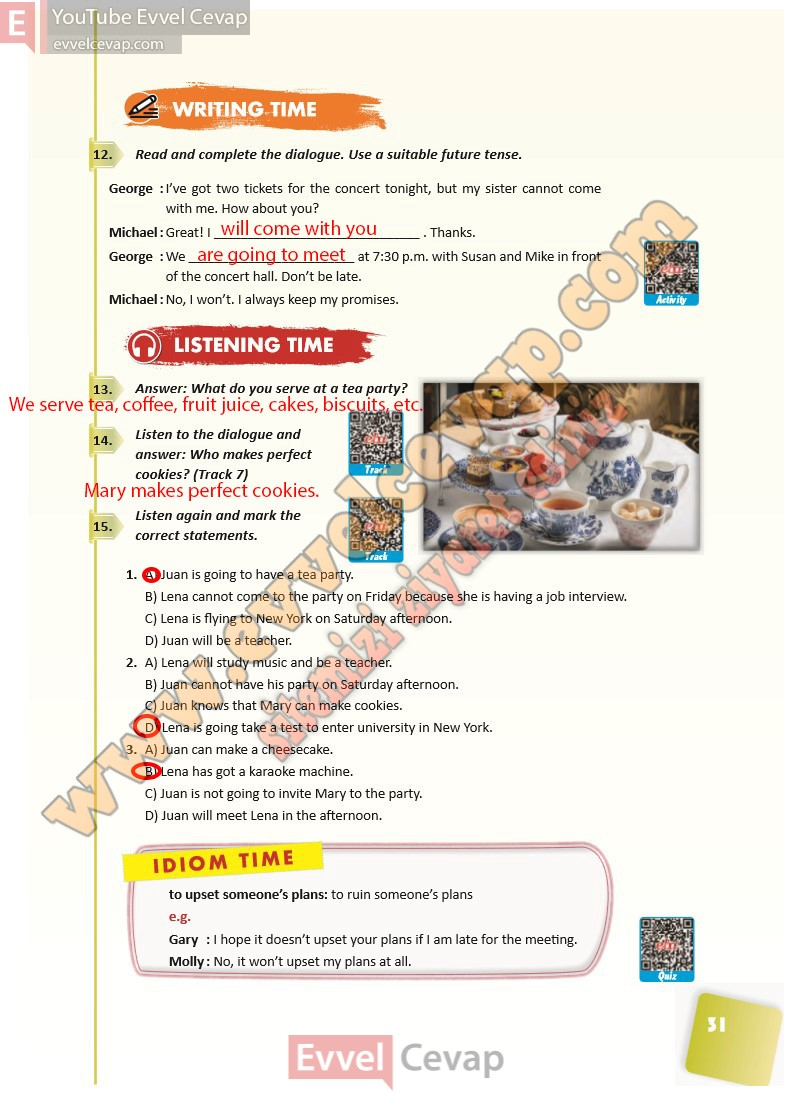 E YouTube Evvel Cevap
evvelcevap.com
WRITING TIME
12. Read and complete the dialogue. Use a suitable future tense.
George : I've got two tickets for the concert tonight, but my sister cannot come
with me. How about you?
Michael : Great! I will come with you . Thanks.
George : We are going to meet at 7:30 p.m. with Susan and Mike in front
of the concert hall. Don't be late.
Michael : No, I won't. I always keep my promises.
Activity
LISTENING TIME
13. Answer: What do you serve at a tea party?
We serve tea, coffee, fruit juice, cakes, biscuits, etc.
14. Listen to the dialogue and
answer: Who makes perfect
cookies? (Track 7)
Track
Mary makes perfect cookies.
15. Listen again and mark the
correct statements.
Track
1. A) Juan is going to have a tea party.
B) Lena cannot come to the party on Friday because she is having a job interview.
C) Lena is flying to New York on Saturday afternoon.
D) Juan will be a teacher.
2. A) Lena will study music and be a teacher.
B) Juan cannot have his party on Saturday afternoon.
C) Juan knows that Mary can make cookies.
D) Lena is going take a test to enter university in New York.
3. A) Juan can make a cheesecake.
B) Lena has got a karaoke machine.
C) Juan is not going to invite Mary to the party.
D) Juan will meet Lena in the afternoon.
www.evvelcevap.com
sitemizi ziyaret ediniz
IDIOM TIME
to upset someone's plans: to ruin someone's plans
e.g.
Gary : I hope it doesn't upset your plans if I am late for the meeting.
Molly : No, it won't upset my plans at all.
Quiz
31
Evvel Cevap